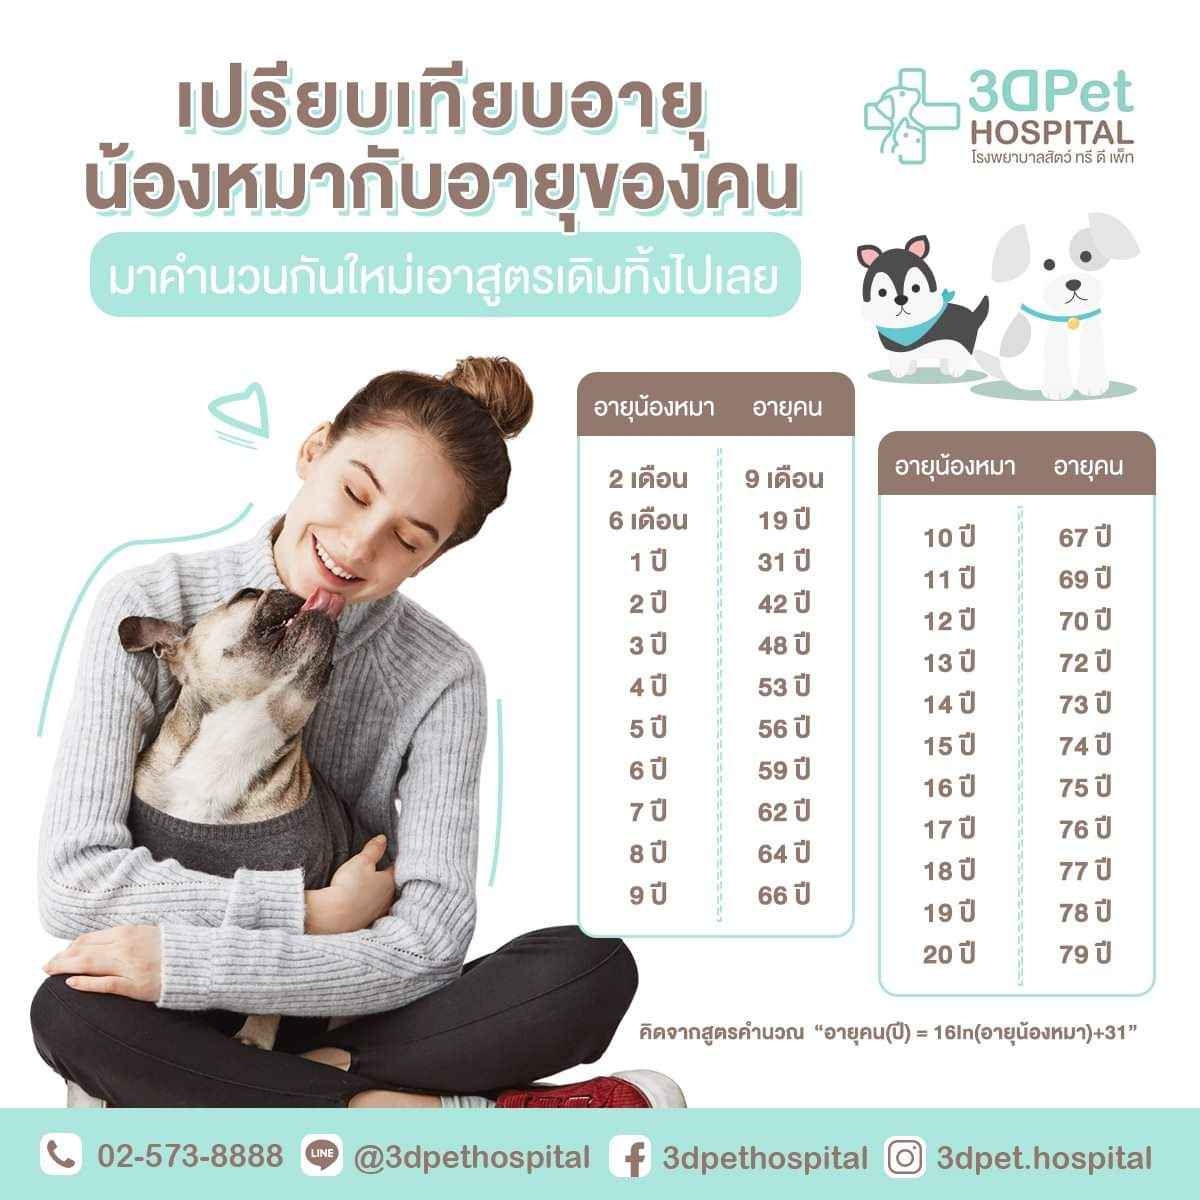 เปรียบเทียบอายุ
น้องหมากับอายุของคน
มาคำนวนกันใหม่เอาสูตรเดิมทิ้งไปเลย
3DPet
HOSPITAL
โรงพยาบาลสัตว์ ทรี ดี เพ็ท
อายุน้องหมา อายุคน
2 เดือน 9 เดือน
6 เดือน 19 ปี
1 ปี 31 ปี
2 ปี 42 ปี
3 ปี 48 ปี
4 ปี 53 ปี
5 ปี 56 ปี
6 ปี 59 ปี
7 ปี 62 ปี
8 ปี 64 ปี
9 ปี 66 ปี
อายุน้องหมา อายุคน
10 ปี 67 ปี
11 ปี 69 ปี
12 ปี 70 ปี
13 ปี 72 ปี
14 ปี 73 ปี
15 ปี 74 ปี
16 ปี 75 ปี
17 ปี 76 ปี
18 ปี 77 ปี
19 ปี 78 ปี
20 ปี 79 ปี
คิดจากสูตรคำนวณ “อายุคน(ปี) = 16ln(อายุน้องหมา)+31”
02-573-8888 LINE @3dpethospital 3dpethospital 3dpet.hospital